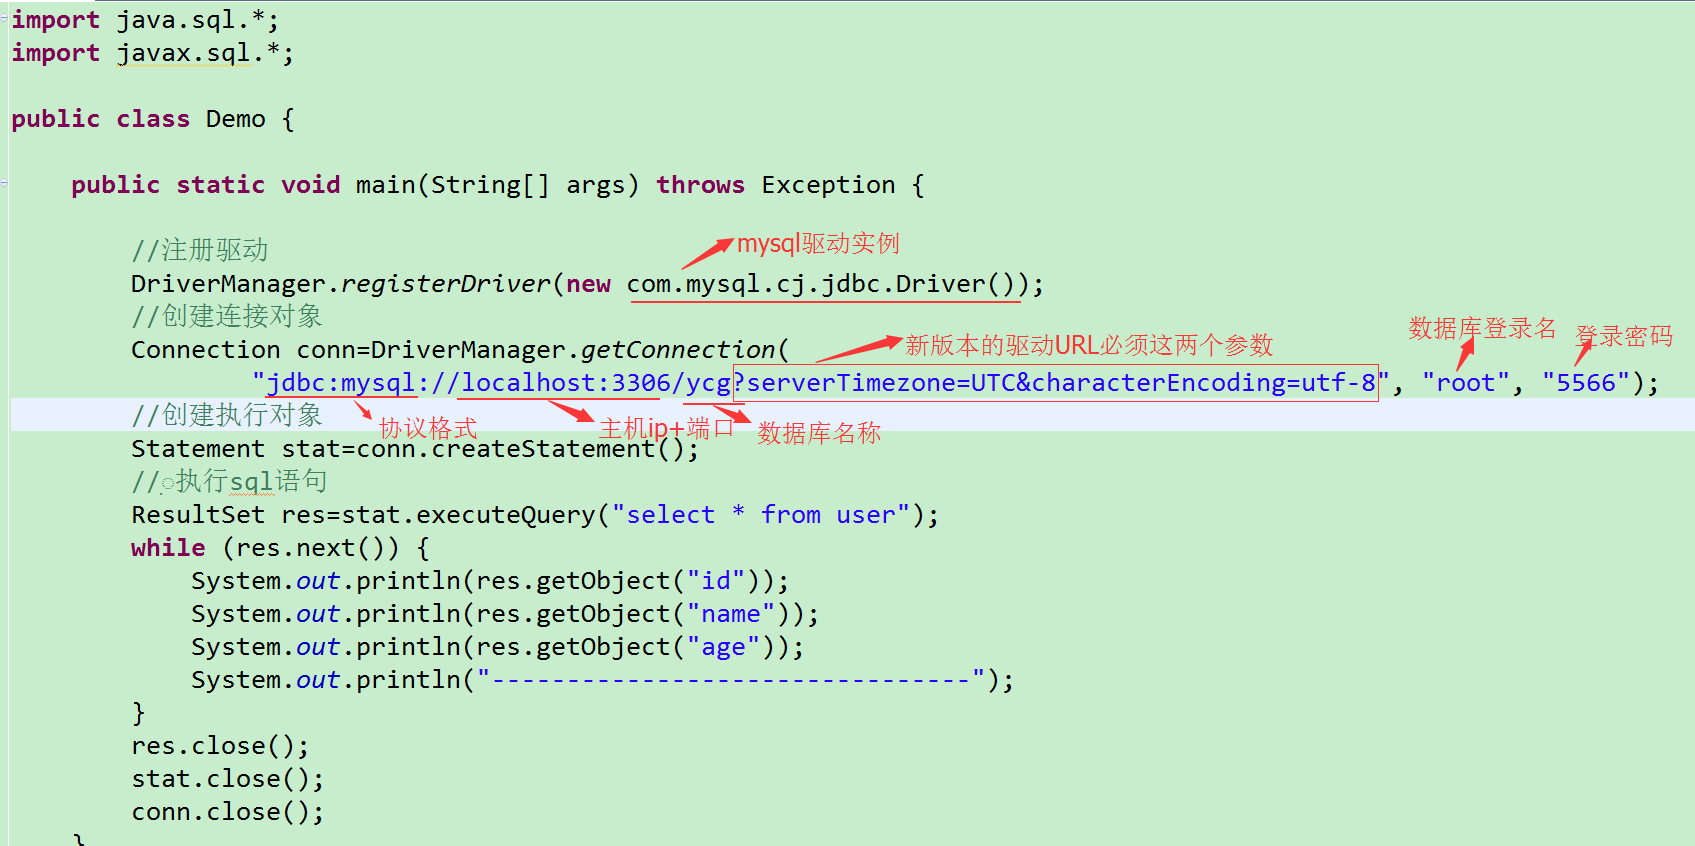 import java.sql.*;
import javax.sql.*;
public class Demo {
public static void main(String[] args) throws Exception {
//注册驱动
mysql驱动实例
DriverManager.registerDriver(new com.mysql.cj.jdbc.Driver());
//创建连接对象
数据库登录名
登录密码
Connection conn=DriverManager.getConnection(
新版本的驱动URL必须这两个参数
"jdbc:mysql://localhost:3306/ycg?serverTimezone=UTC&characterEncoding=utf-8", "root", "5566");
//创建执行对象
协议格式
主机ip+端口
数据库名称
Statement stat=conn.createStatement();
//执行sql语句
ResultSet res=stat.executeQuery("select * from user");
while (res.next()) {
System.out.println(res.getObject("id"));
System.out.println(res.getObject("name"));
System.out.println(res.getObject("age"));
System.out.println("--------------------------------");
}
res.close();
stat.close();
conn.close();
}